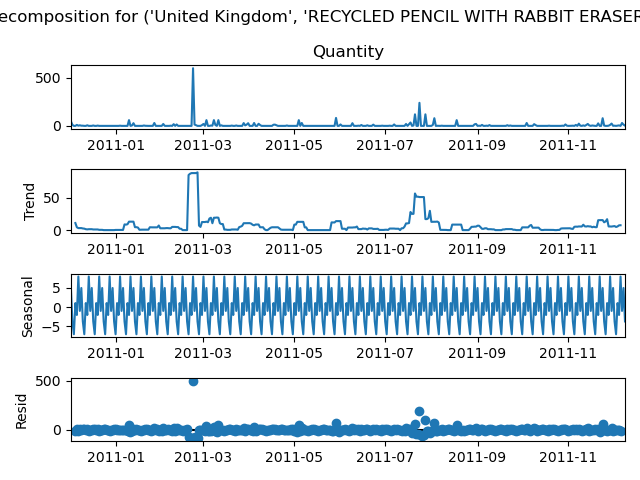 ecomposition for ('United Kingdom', 'RECYCLED PENCIL WITH RABBIT ERASER
Quantity
500
0
2011-01 2011-03 2011-05 2011-07 2011-09 2011-11
Trend
50
0
2011-01 2011-03 2011-05 2011-07 2011-09 2011-11
Seasonal
5
0
−5
2011-01 2011-03 2011-05 2011-07 2011-09 2011-11
Resid
500
0
2011-01 2011-03 2011-05 2011-07 2011-09 2011-11